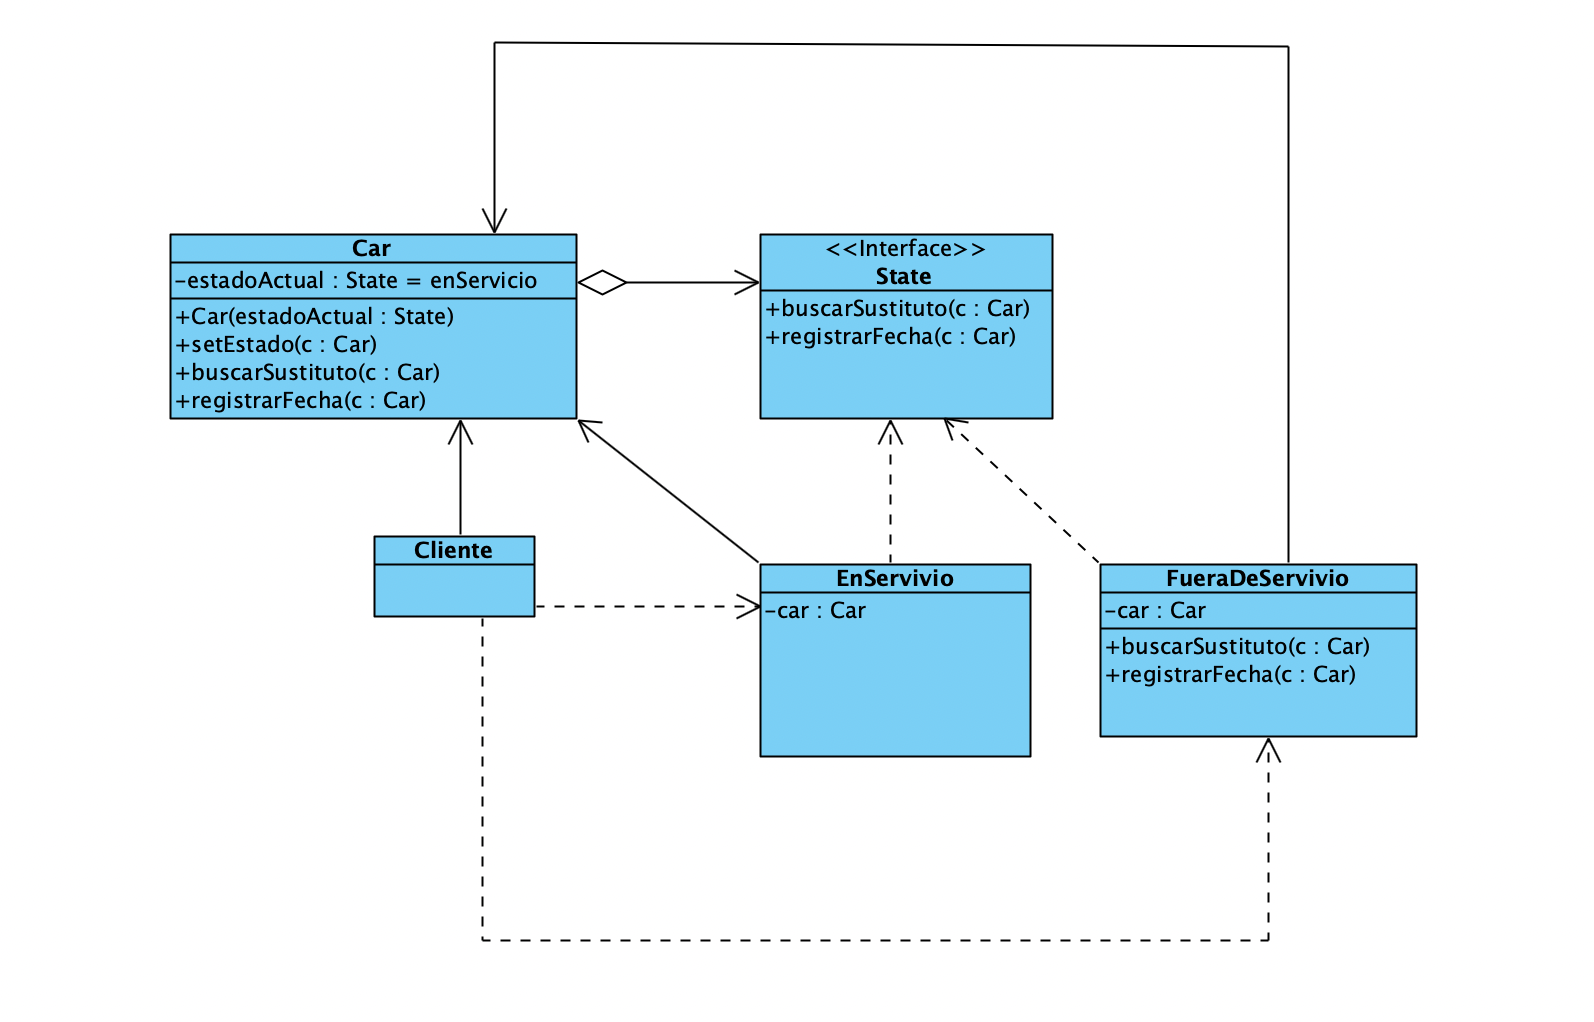 Car
-estadoActual : State = enServicio
+Car(estadoActual : State)
+setEstado(c : Car)
+buscarSustituto(c : Car)
+registrarFecha(c : Car)
<<Interface>>
State
+buscarSustituto(c : Car)
+registrarFecha(c : Car)
Cliente
EnServivio
-car : Car
FueraDeServivio
-car : Car
+buscarSustituto(c : Car)
+registrarFecha(c : Car)